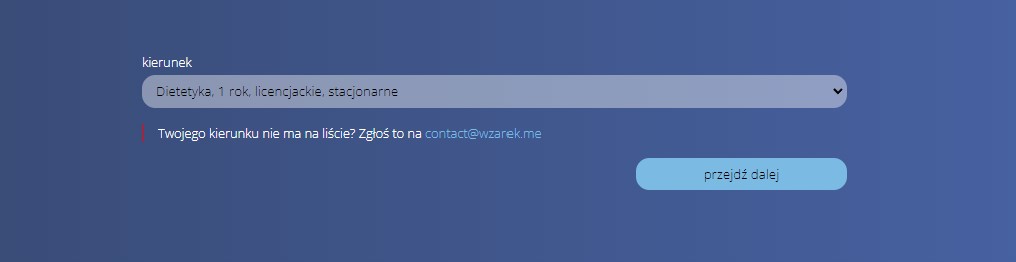 kierunek
Dietetyka, 1 rok, licencjackie, stacjonarne
Twojego kierunku nie ma na liście? Zgłoś to na contact@wzarek.me
przejdź dalej